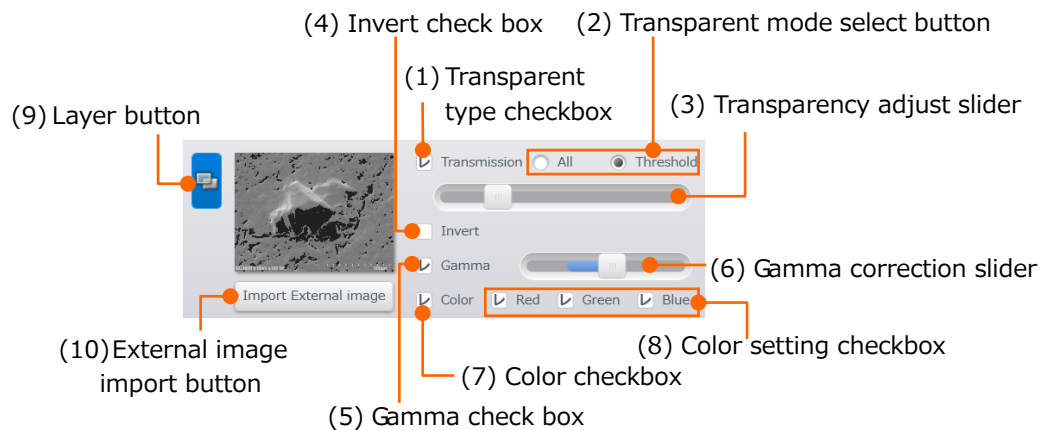 (4) Invert check box
(2) Transparent mode select button
(1) Transparent
type checkbox
(3) Transparency adjust slider
(9) Layer button
Transmission
All
Threshold
Invert
Gamma
(6) Gamma correction slider
Import External image
Color
Red
Green
Blue
(10) External image
import button
(8) Color setting checkbox
(7) Color checkbox
(5) Gamma check box